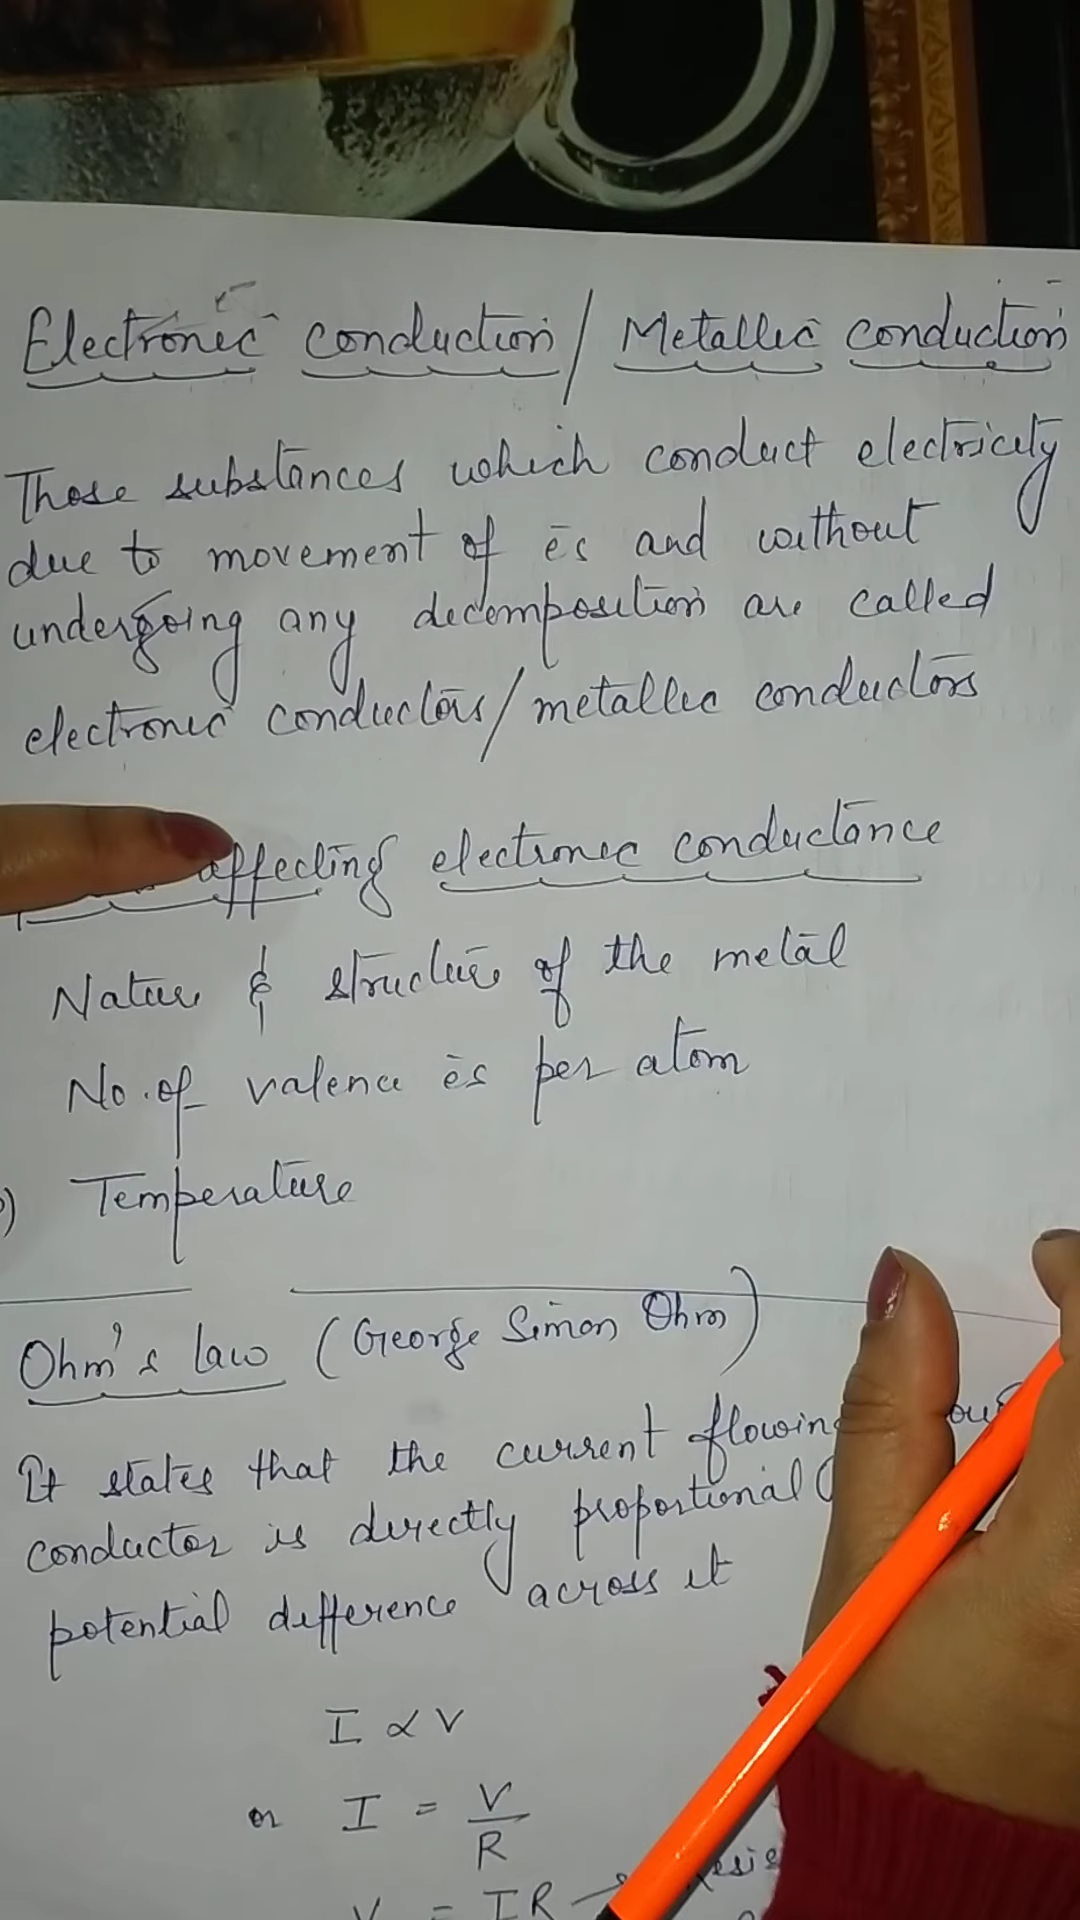 Electronic conduction / Metallic conduction
Those substances which conduct electricity
due to movement of ēs and without
undergoing any decomposition are called
electronic conductors/metallic conductors
affecting electronic conductance
Nature & structure of the metal
No. of valence ēs per atom
) Temperature
Ohm's law (George Simon Ohm)
It states that the current flowing
conductor is directly proportional
potential difference across it
I ∝ V
or I = V/R
V = IR